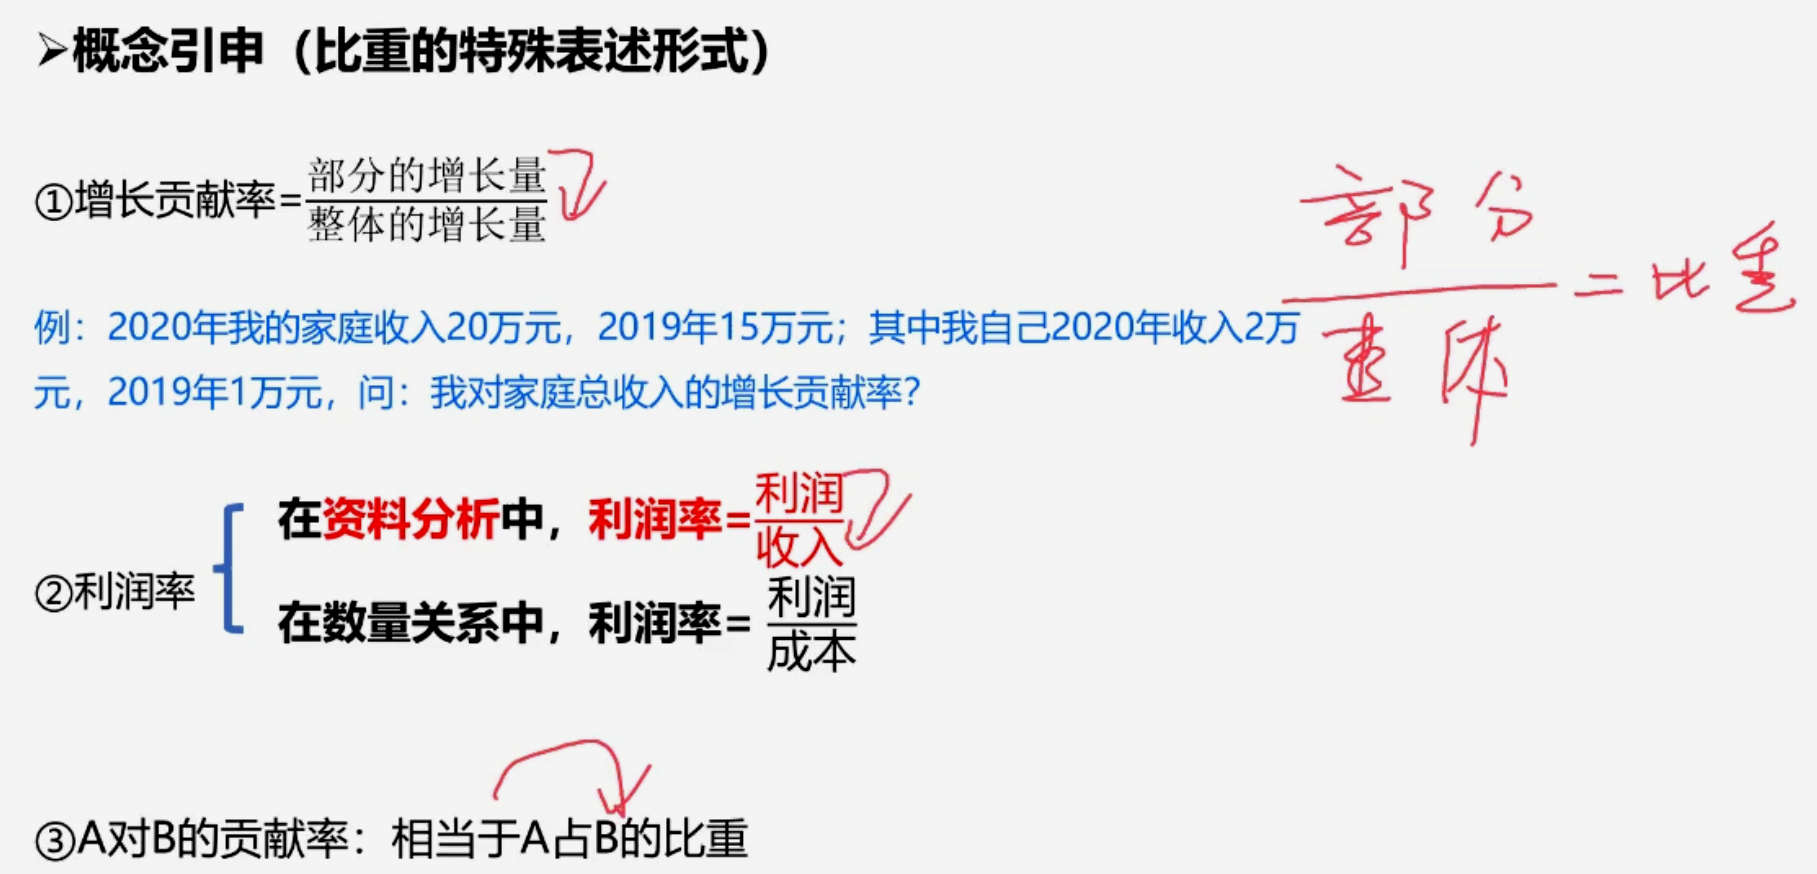 ➢概念引申（比重的特殊表述形式）
①增长贡献率=部分的增长量/整体的增长量
部分/整体=比重
例：2020年我的家庭收入20万元，2019年15万元；其中我自己2020年收入2万
元，2019年1万元，问：我对家庭总收入的增长贡献率？
②利润率
在资料分析中，利润率=利润/收入
在数量关系中，利润率=利润/成本
③A对B的贡献率：相当于A占B的比重